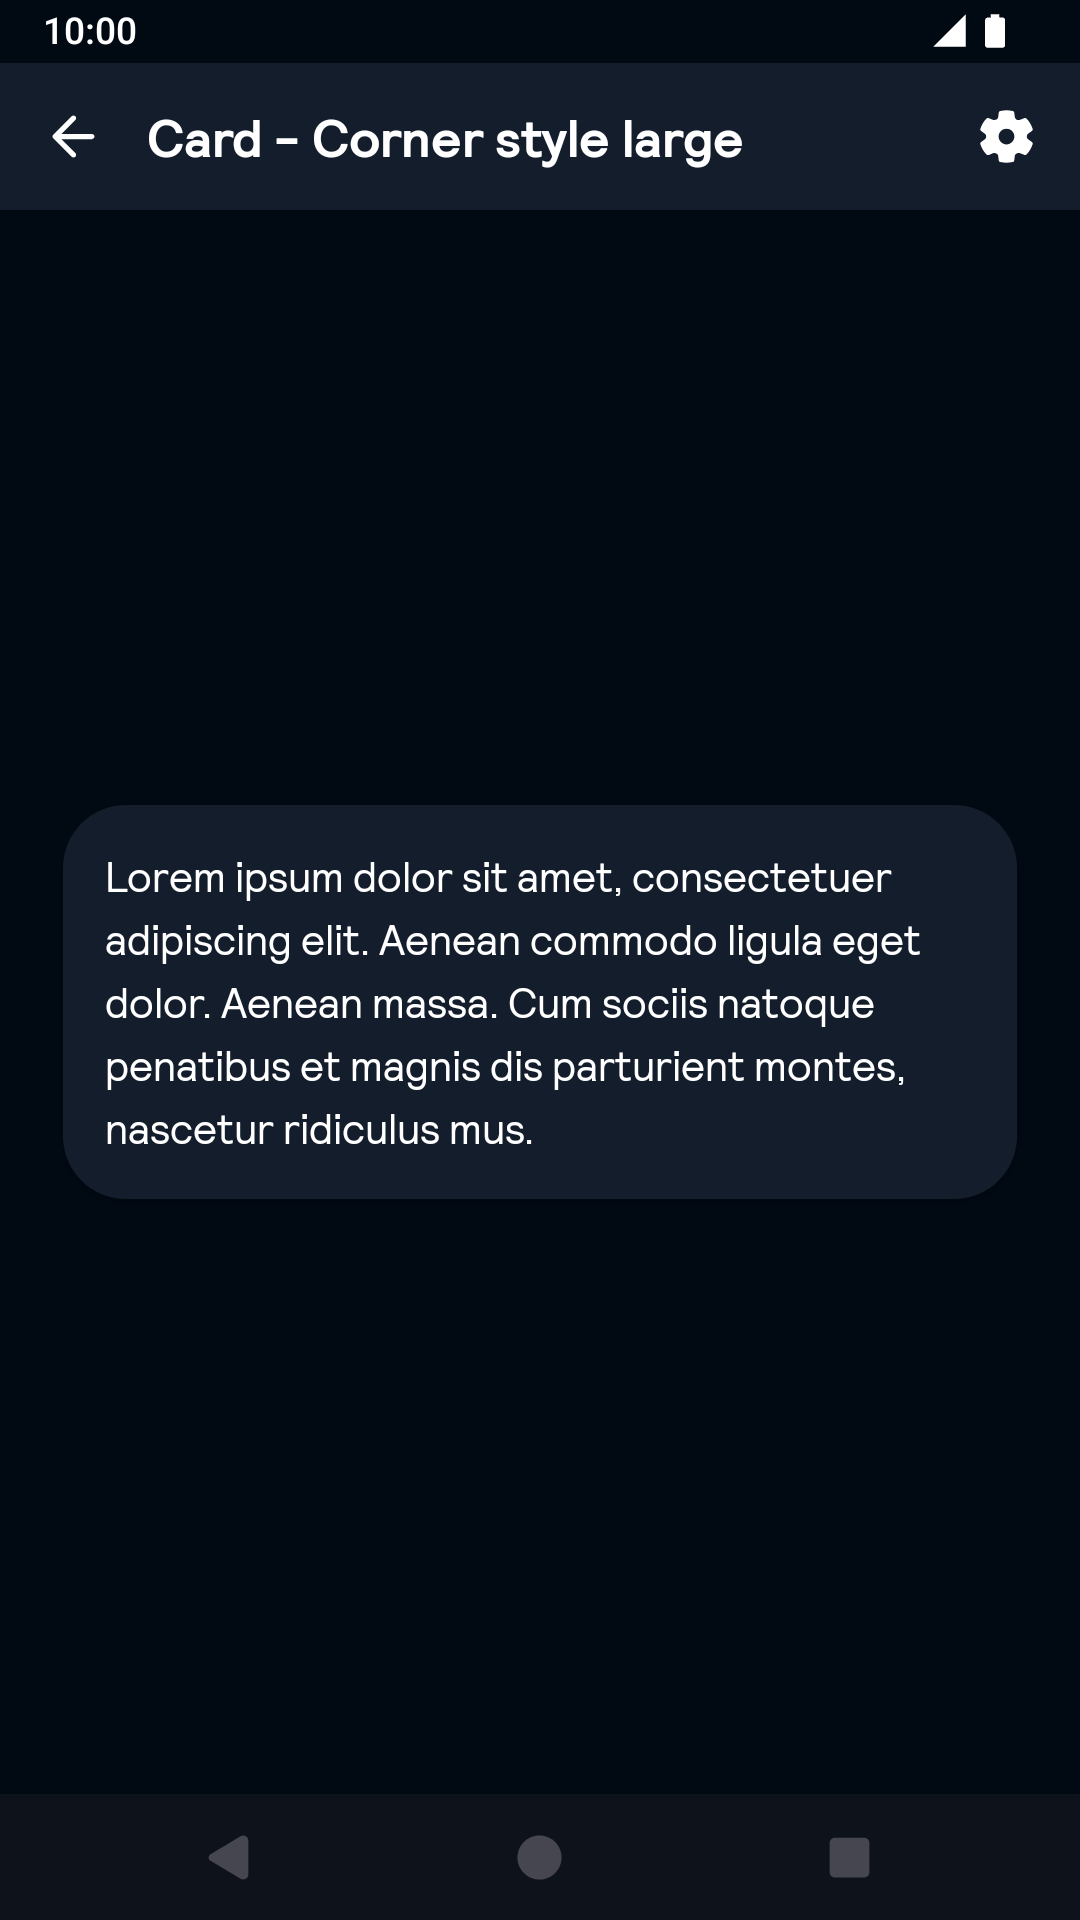 10:00
Card - Corner style large
Lorem ipsum dolor sit amet, consectetuer
adipiscing elit. Aenean commodo ligula eget
dolor. Aenean massa. Cum sociis natoque
penatibus et magnis dis parturient montes,
nascetur ridiculus mus.